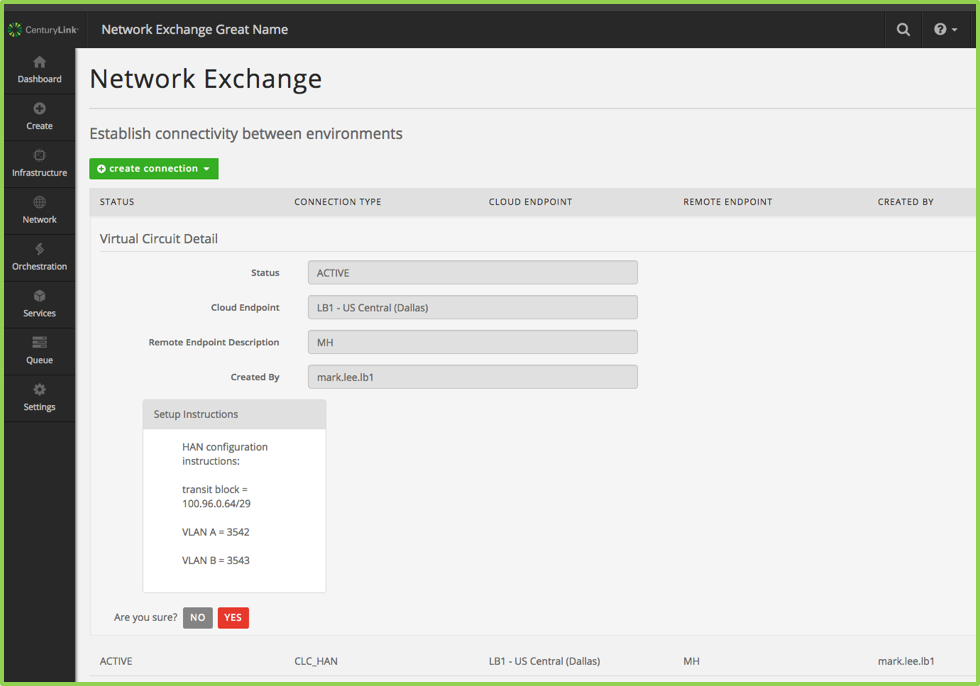 CenturyLink
Network Exchange Great Name
Dashboard
Create
Infrastructure
Network
Orchestration
Services
Queue
Settings
Network Exchange
Establish connectivity between environments
create connection
STATUS CONNECTION TYPE CLOUD ENDPOINT REMOTE ENDPOINT CREATED BY
Virtual Circuit Detail
Status ACTIVE
Cloud Endpoint LB1 - US Central (Dallas)
Remote Endpoint Description MH
Created By mark.lee.lb1
Setup Instructions
HAN configuration
instructions:
transit block =
100.96.0.64/29
VLAN A = 3542
VLAN B = 3543
Are you sure? NO YES
ACTIVE CLC_HAN LB1 - US Central (Dallas) MH mark.lee.lb1